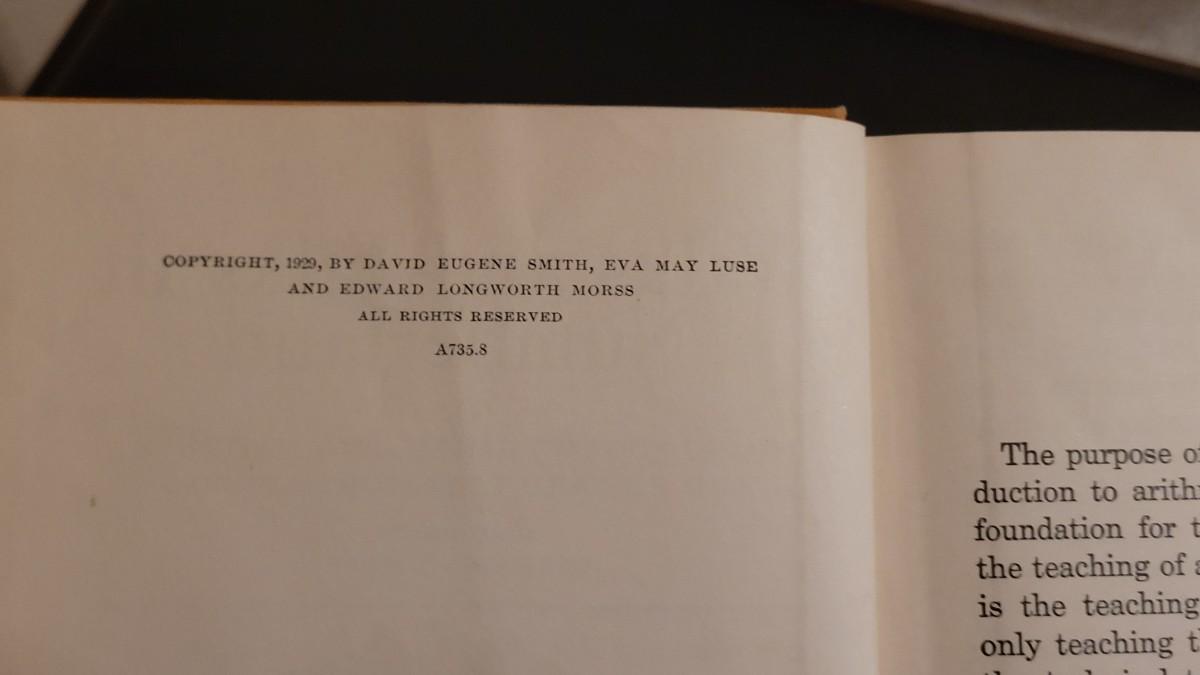 COPYRIGHT, 1929, BY DAVID EUGENE SMITH, EVA MAY LUSE
AND EDWARD LONGWORTH MORSS
ALL RIGHTS RESERVED
A735.8
The purpose
duction to
foundation for
the teaching of
is the teaching
only teaching